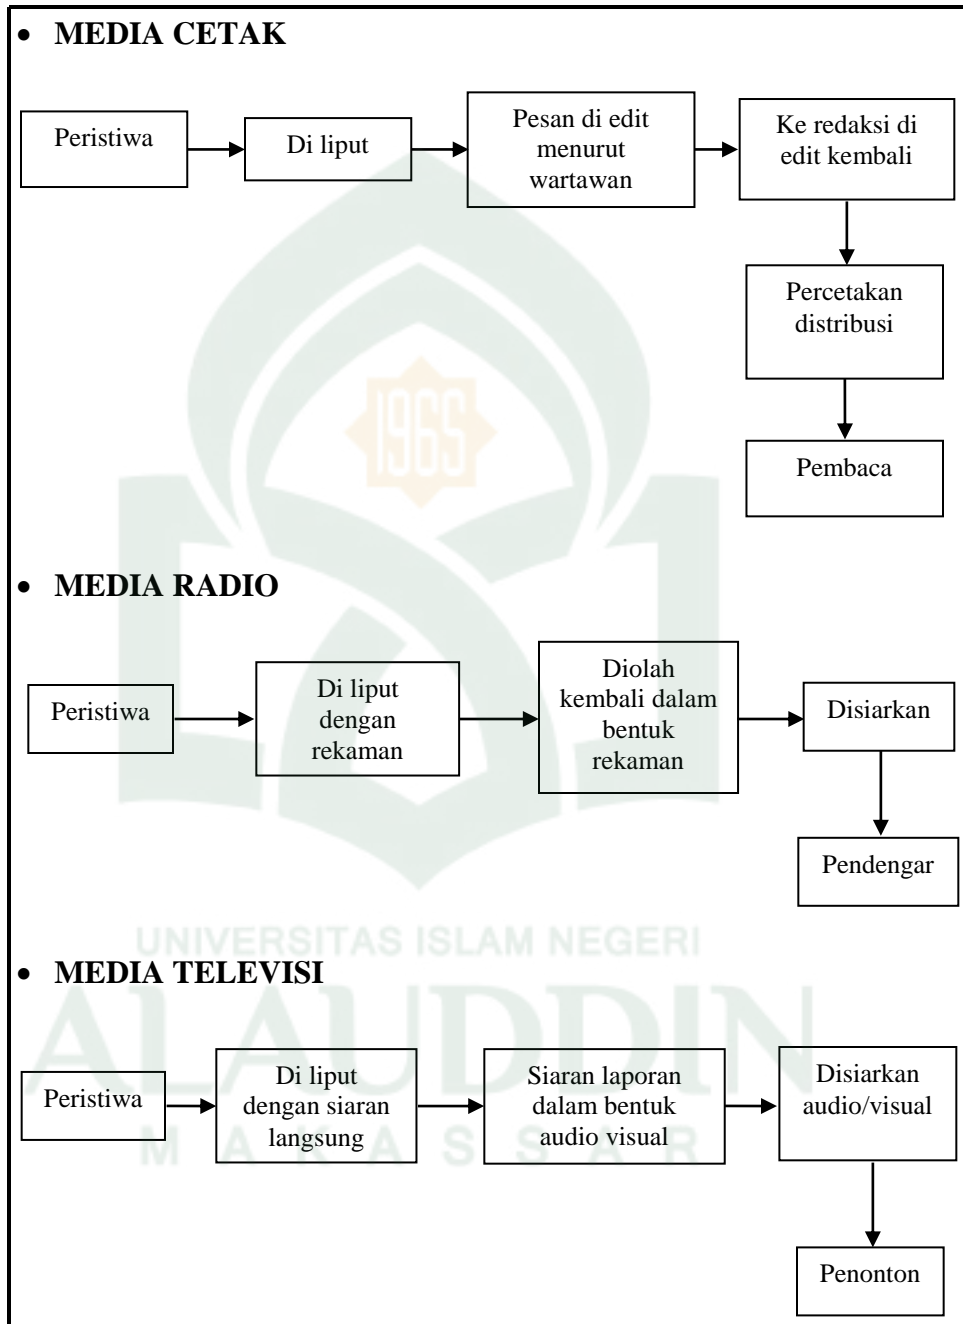 • MEDIA CETAK
Peristiwa
Di liput
Pesan di edit
menurut
wartawan
Ke redaksi di
edit kembali
Percetakan
distribusi
Pembaca
1965
• MEDIA RADIO
Peristiwa
Di liput
dengan
rekaman
Diolah
kembali dalam
bentuk
rekaman
Disiarkan
Pendengar
UNIVERSITAS ISLAM NEGERI
• MEDIA TELEVISI
ALAUDDIN
Peristiwa
Di liput
dengan siaran
langsung
Siaran laporan
dalam bentuk
audio visual
Disiarkan
audio/visual
MAKASSAR
Penonton